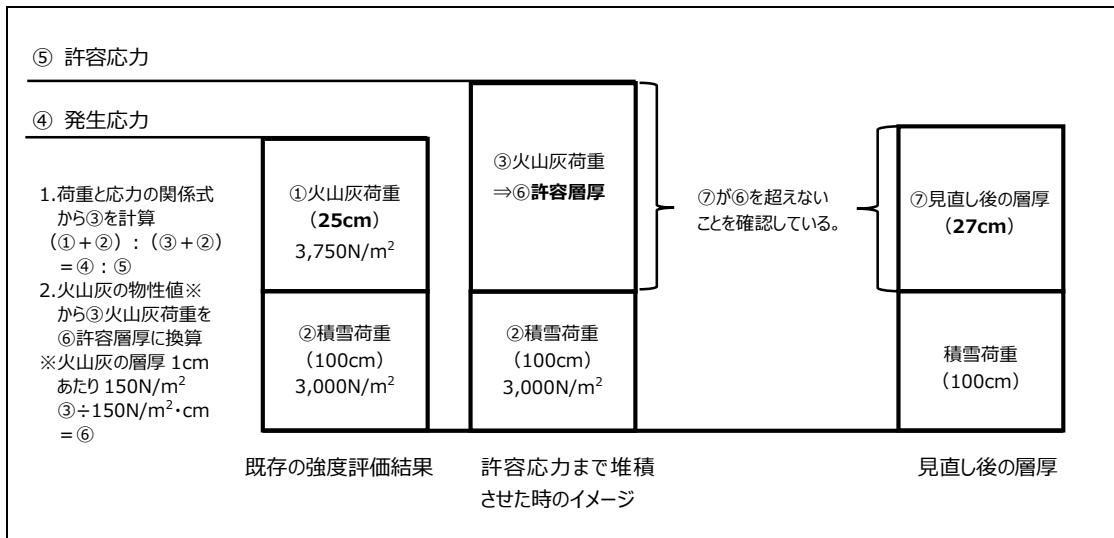 ⑤ 許容応力
④ 発生応力
1.荷重と応力の関係式
から③を計算
(①+②):(③+②)
=④:⑤
2.火山灰の物性値※
から③火山灰荷重を
⑥許容層厚に換算
※火山灰の層厚 1cm
あたり 150N/m²
③÷150N/m²・cm
=⑥
①火山灰荷重
(25cm)
3,750N/m²
②積雪荷重
(100cm)
3,000N/m²
既存の強度評価結果
③火山灰荷重
⇒⑥許容層厚
②積雪荷重
(100cm)
3,000N/m²
許容応力まで堆積
させた時のイメージ
⑦が⑥を超えない
ことを確認している。
⑦見直し後の層厚
(27cm)
積雪荷重
(100cm)
見直し後の層厚